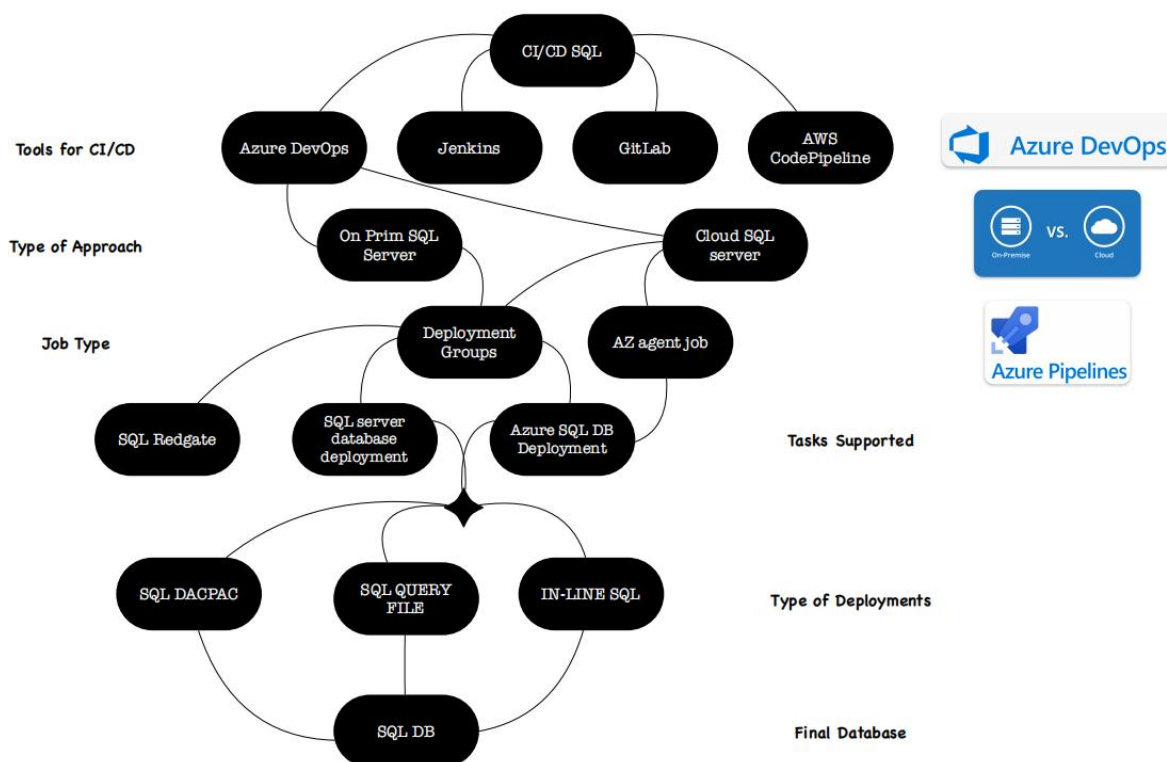 CI/CD SQL
Tools for CI/CD
Azure DevOps
Jenkins
GitLab
AWS
CodePipeline
Azure DevOps
Type of Approach
On Prim SQL
Server
Cloud SQL
server
VS.
On-Premise
Cloud
Job Type
Deployment
Groups
AZ agent job
Azure Pipelines
SQL Redgate
SQL server
database
deployment
Azure SQL DB
Deployment
Tasks Supported
SQL DACPAC
SQL QUERY
FILE
IN-LINE SQL
Type of Deployments
SQL DB
Final Database